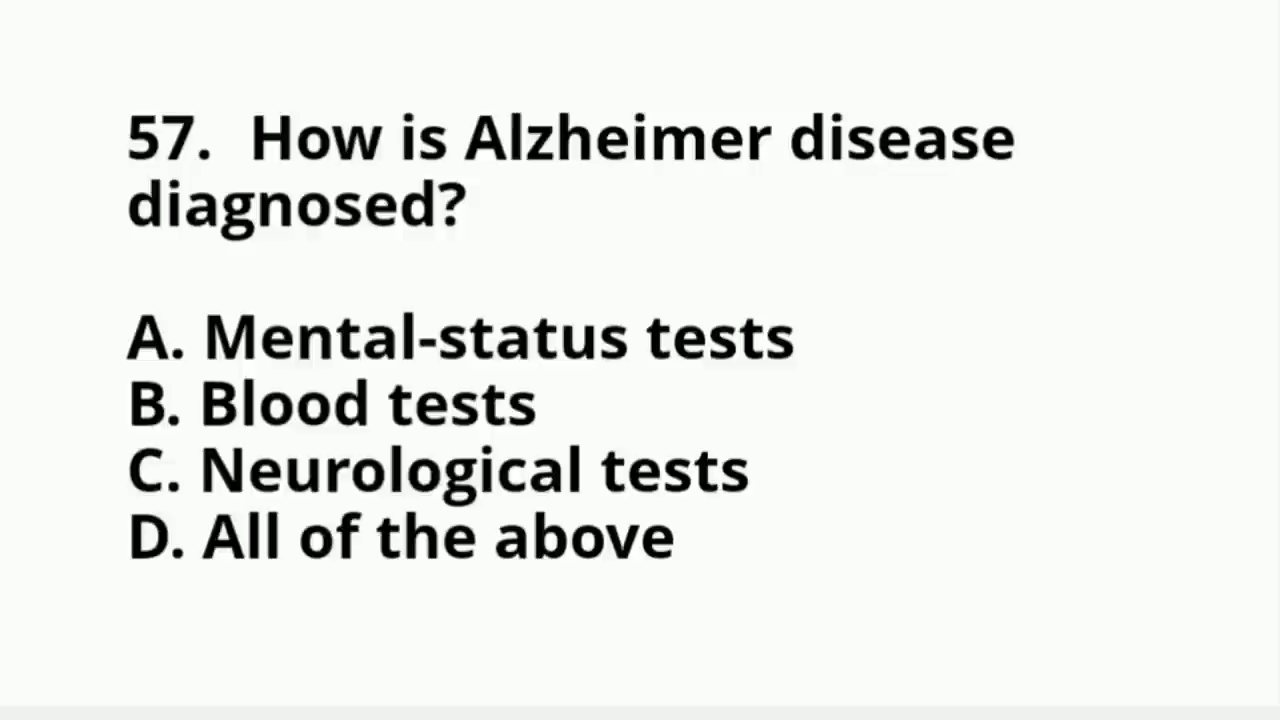 57.  How is Alzheimer disease
diagnosed?
A. Mental-status tests
B. Blood tests
C. Neurological tests
D. All of the above